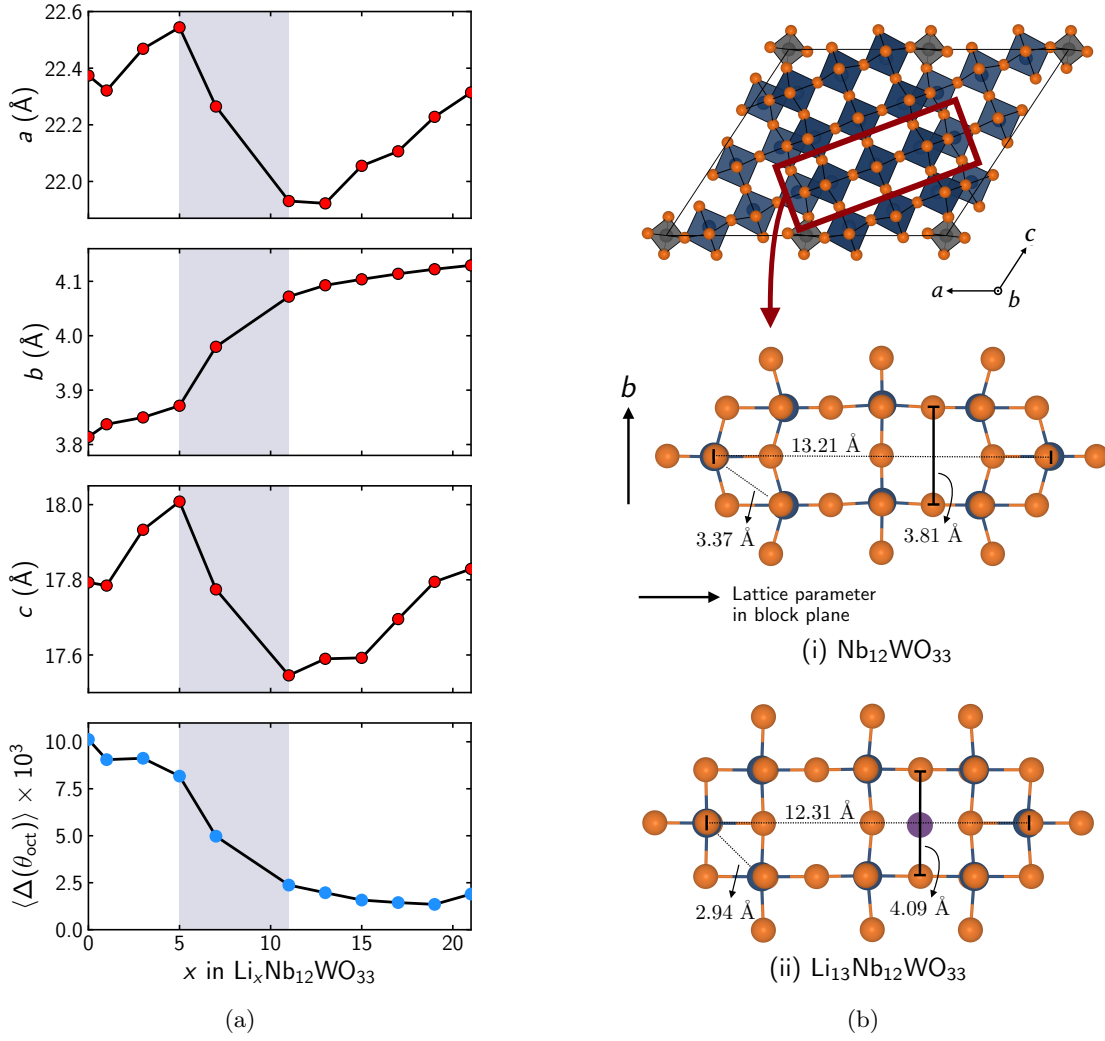 22.6
22.4
22.2
22.0
a (Å)
4.1
4.0
3.9
3.8
b (Å)
18.0
17.8
17.6
c (Å)
10.0
7.5
5.0
2.5
0.0
⟨Δ(θoct)⟩ × 10³
0 5 10 15 20
x in LiₓNb₁₂WO₃₃
(a)
c
a
b
b
13.21 Å
3.37 Å
3.81 Å
Lattice parameter
in block plane
(i) Nb₁₂WO₃₃
12.31 Å
2.94 Å
4.09 Å
(ii) Li₁₃Nb₁₂WO₃₃
(b)